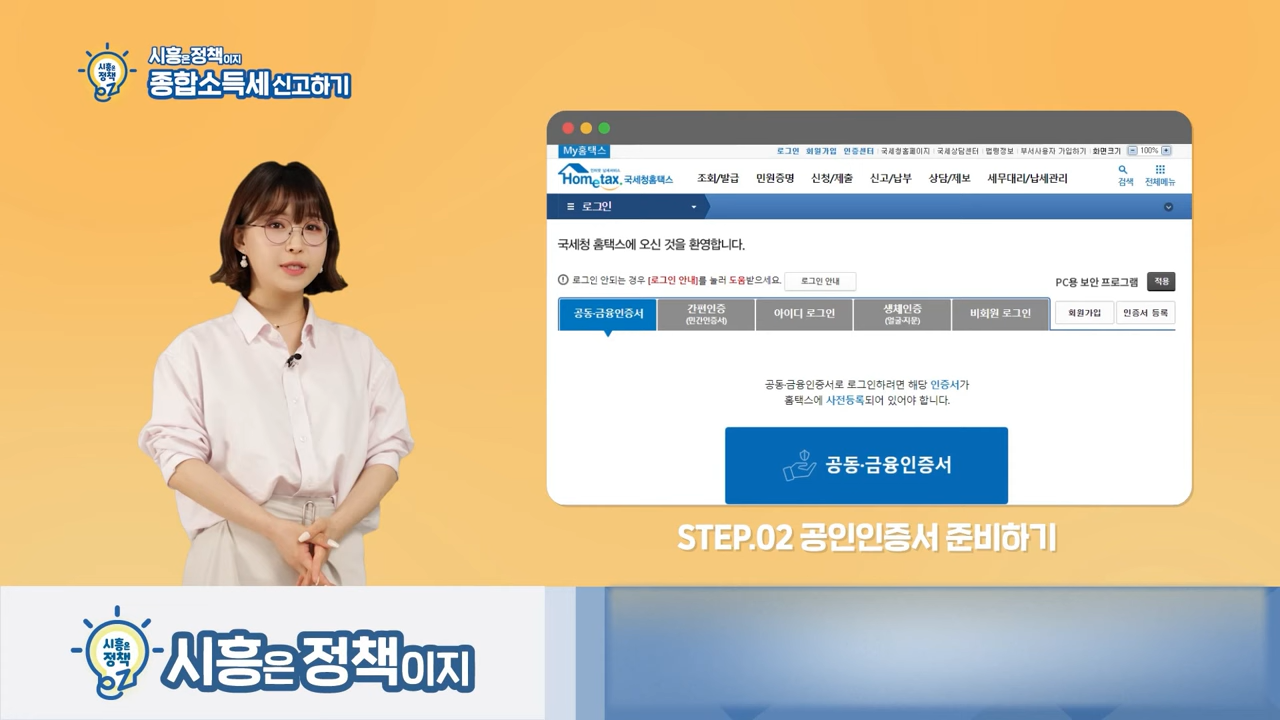 시흥은 정책 eZ
시흥은정책이지
종합소득세 신고하기
My홈택스
로그인 회원가입 인증센터 국세청홈페이지 국세상담센터 법령정보 부서사용자 가입하기 화면크기 - 100% +
Hometax. 국세청홈택스
조회/발급 민원증명 신청/제출 신고/납부 상담/제보 세무대리/납세관리
검색 전체메뉴
로그인
국세청 홈택스에 오신 것을 환영합니다.
로그인 안되는 경우 [로그인 안내]를 눌러 도움받으세요. 로그인 안내
PC용 보안 프로그램 적용
공동·금융인증서
간편인증
(민간인증서)
아이디 로그인
생체인증
(얼굴·지문)
비회원 로그인
회원가입 인증서 등록
공동·금융인증서로 로그인하려면 해당 인증서가
홈택스에 사전등록되어 있어야 합니다.
공동·금융인증서
STEP.02 공인인증서 준비하기
시흥은 정책 eZ
시흥은 정책이지